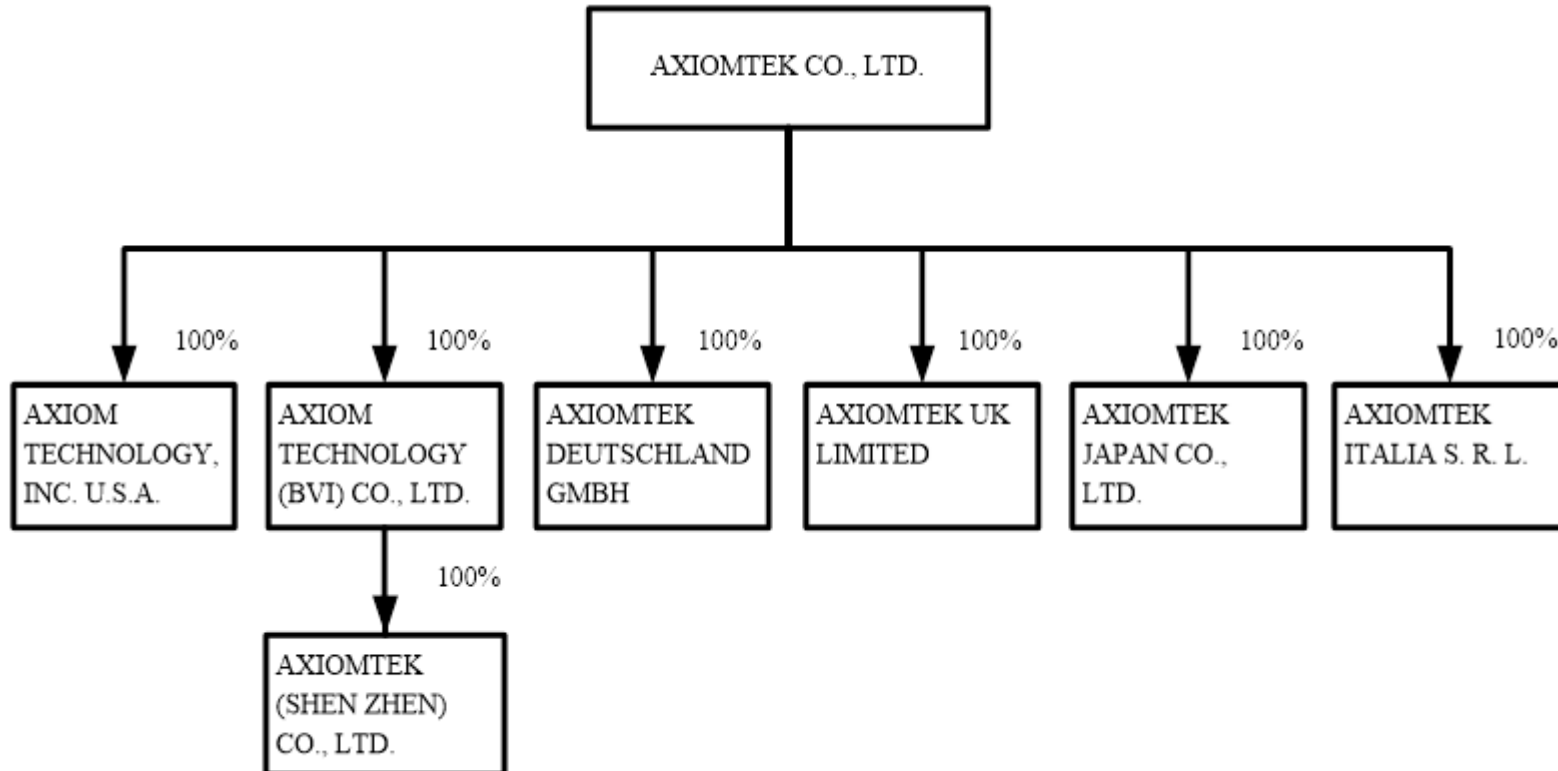 AXIOMTEK CO., LTD.
100%
100%
100%
100%
100%
100%
AXIOM
TECHNOLOGY,
INC. U.S.A.
AXIOM
TECHNOLOGY
(BVI) CO., LTD.
AXIOMTEK
DEUTSCHLAND
GMBH
AXIOMTEK UK
LIMITED
AXIOMTEK
JAPAN CO.,
LTD.
AXIOMTEK
ITALIA S. R. L.
100%
AXIOMTEK
(SHEN ZHEN)
CO., LTD.